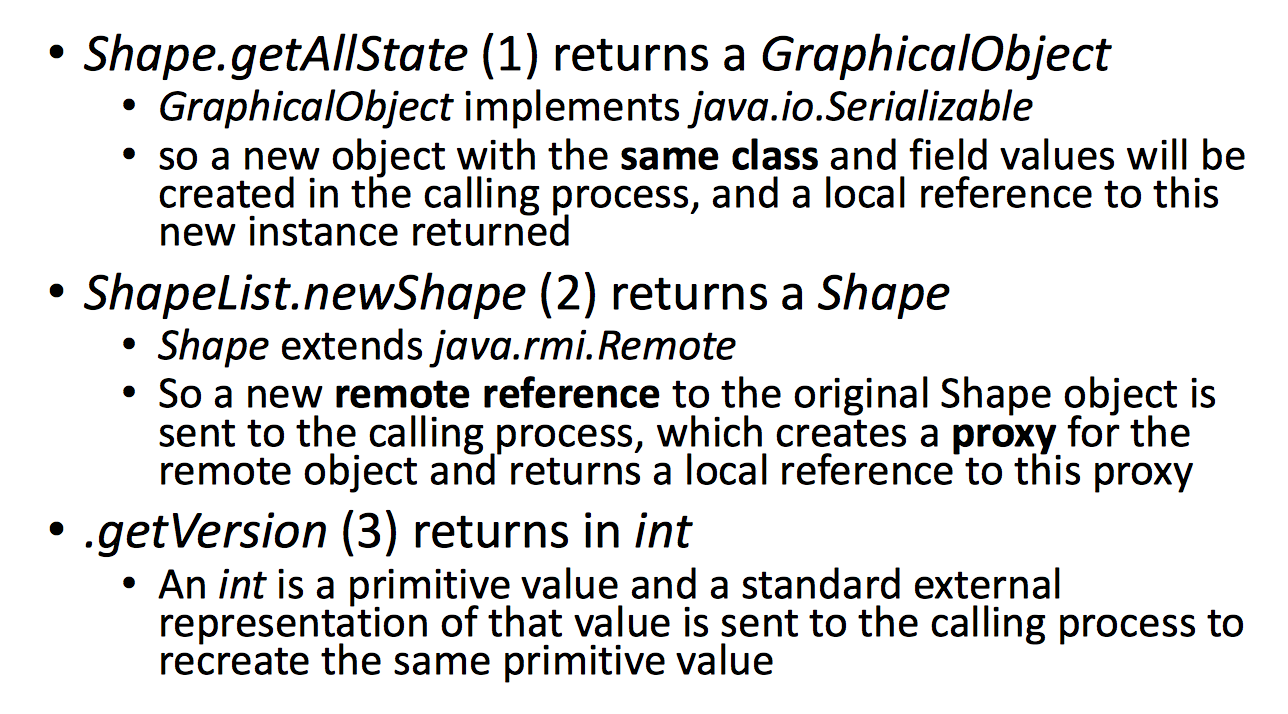 • Shape.getAllState (1) returns a GraphicalObject
• GraphicalObject implements java.io.Serializable
• so a new object with the same class and field values will be
created in the calling process, and a local reference to this
new instance returned
• ShapeList.newShape (2) returns a Shape
• Shape extends java.rmi.Remote
• So a new remote reference to the original Shape object is
sent to the calling process, which creates a proxy for the
remote object and returns a local reference to this proxy
• .getVersion (3) returns in int
• An int is a primitive value and a standard external
representation of that value is sent to the calling process to
recreate the same primitive value